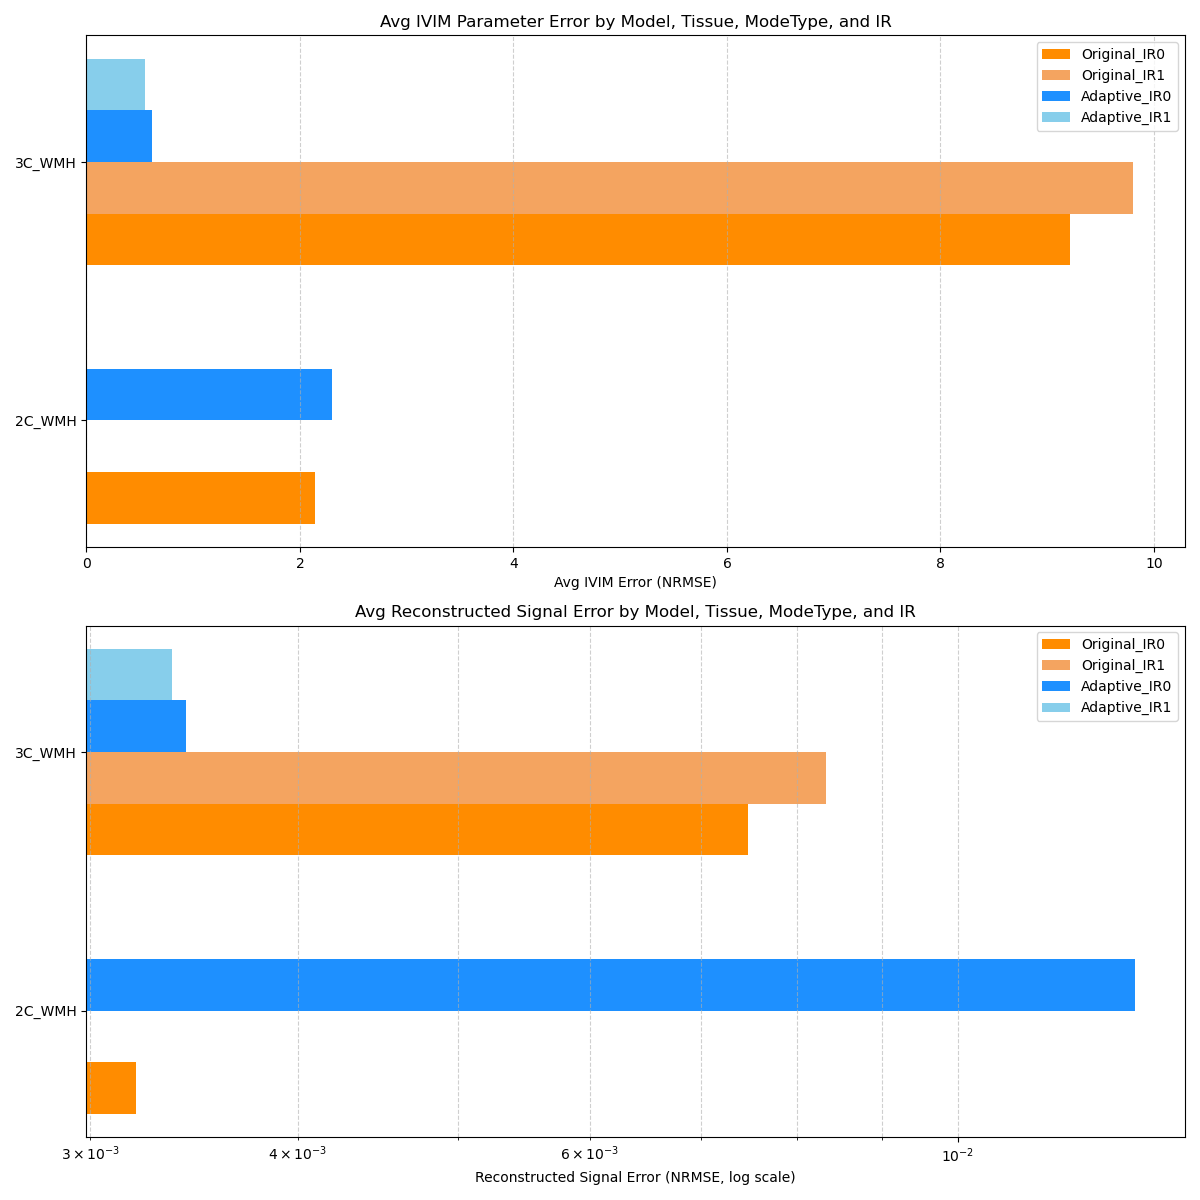 Avg IVIM Parameter Error by Model, Tissue, ModeType, and IR
Original_IR0
Original_IR1
Adaptive_IR0
Adaptive_IR1
3C_WMH
2C_WMH
0 2 4 6 8 10
Avg IVIM Error (NRMSE)
Avg Reconstructed Signal Error by Model, Tissue, ModeType, and IR
Original_IR0
Original_IR1
Adaptive_IR0
Adaptive_IR1
3C_WMH
2C_WMH
3 × 10⁻³ 4 × 10⁻³ 6 × 10⁻³ 10⁻²
Reconstructed Signal Error (NRMSE, log scale)